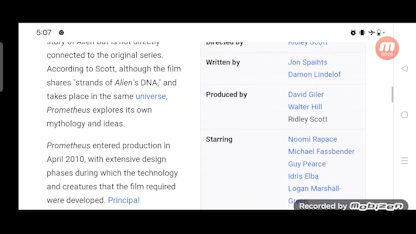 5:07
story of Alien but is not directly
connected to the original series.
According to Scott, although the film
shares "strands of Alien's DNA," and
takes place in the same universe,
Prometheus explores its own
mythology and ideas.
Prometheus entered production in
April 2010, with extensive design
phases during which the technology
and creatures that the film required
were developed. Principal
Directed by
Ridley Scott
Written by
Jon Spaihts
Damon Lindelof
Produced by
David Giler
Walter Hill
Ridley Scott
Starring
Noomi Rapace
Michael Fassbender
Guy Pearce
Idris Elba
Logan Marshall-
Recorded by
Mobizen